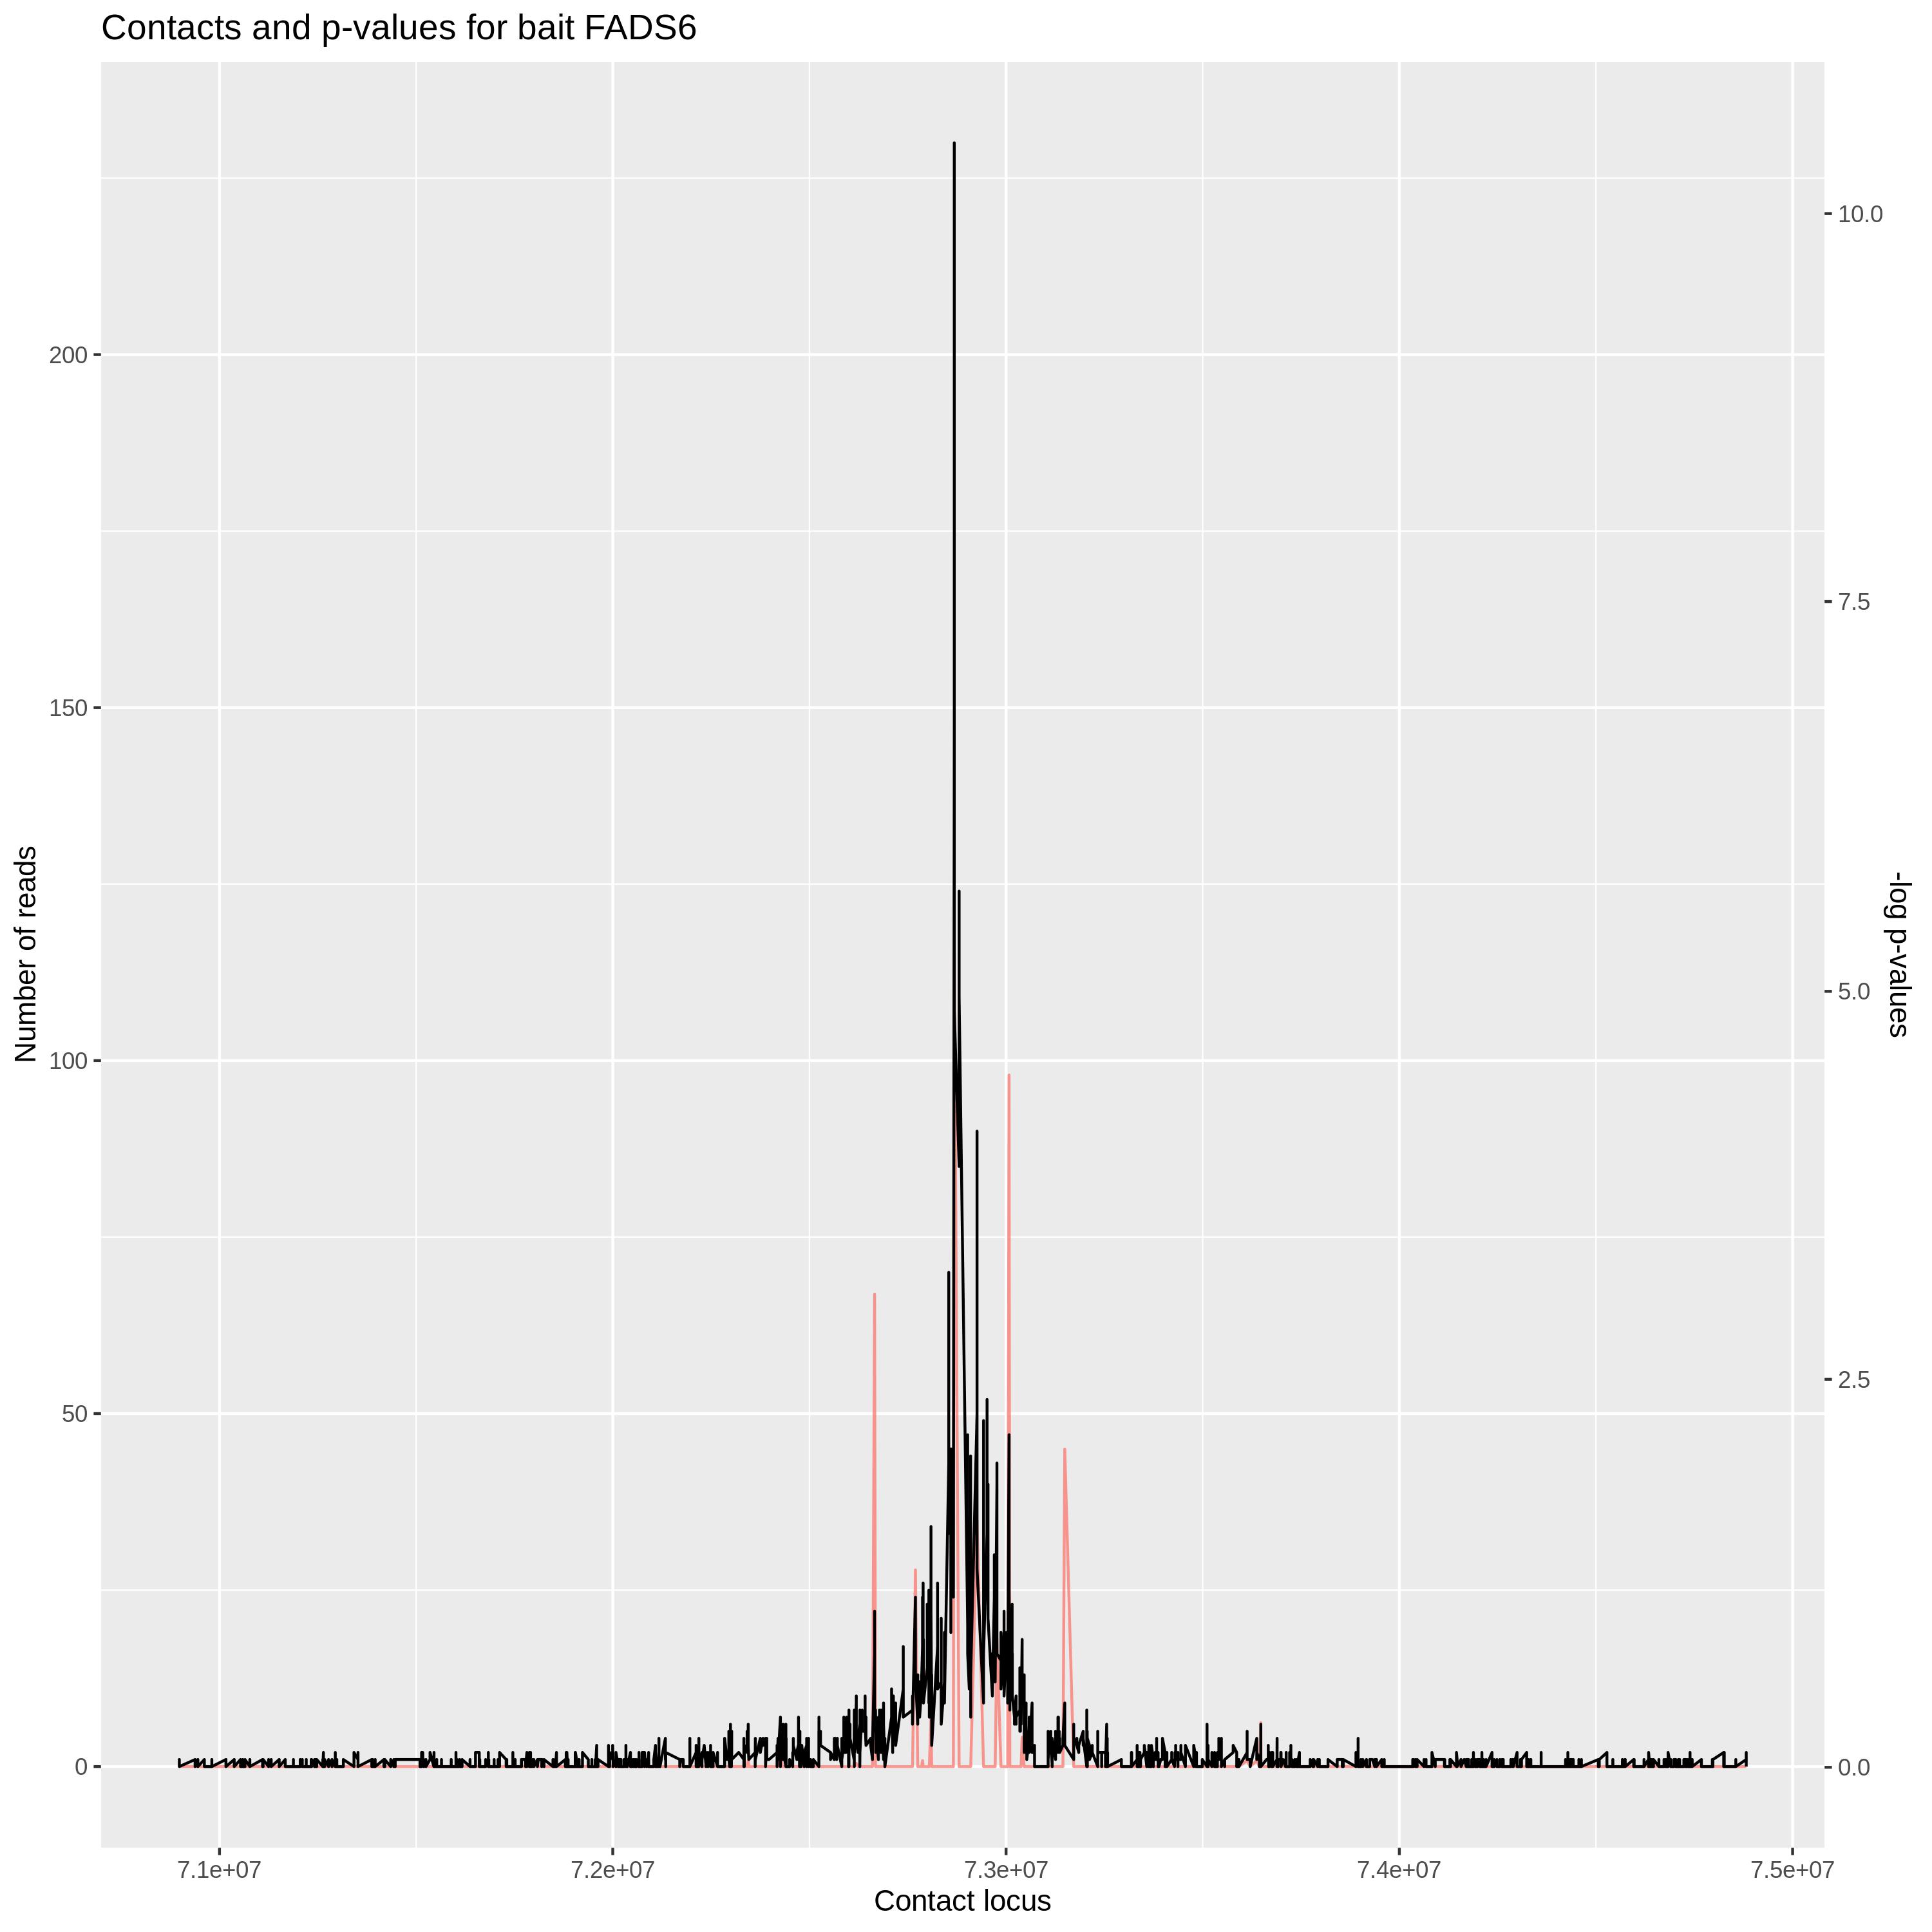 Contacts and p-values for bait FADS6
200
150
100
50
0
Number of reads
10.0
7.5
5.0
2.5
0.0
-log p-values
7.1e+07 7.2e+07 7.3e+07 7.4e+07 7.5e+07
Contact locus